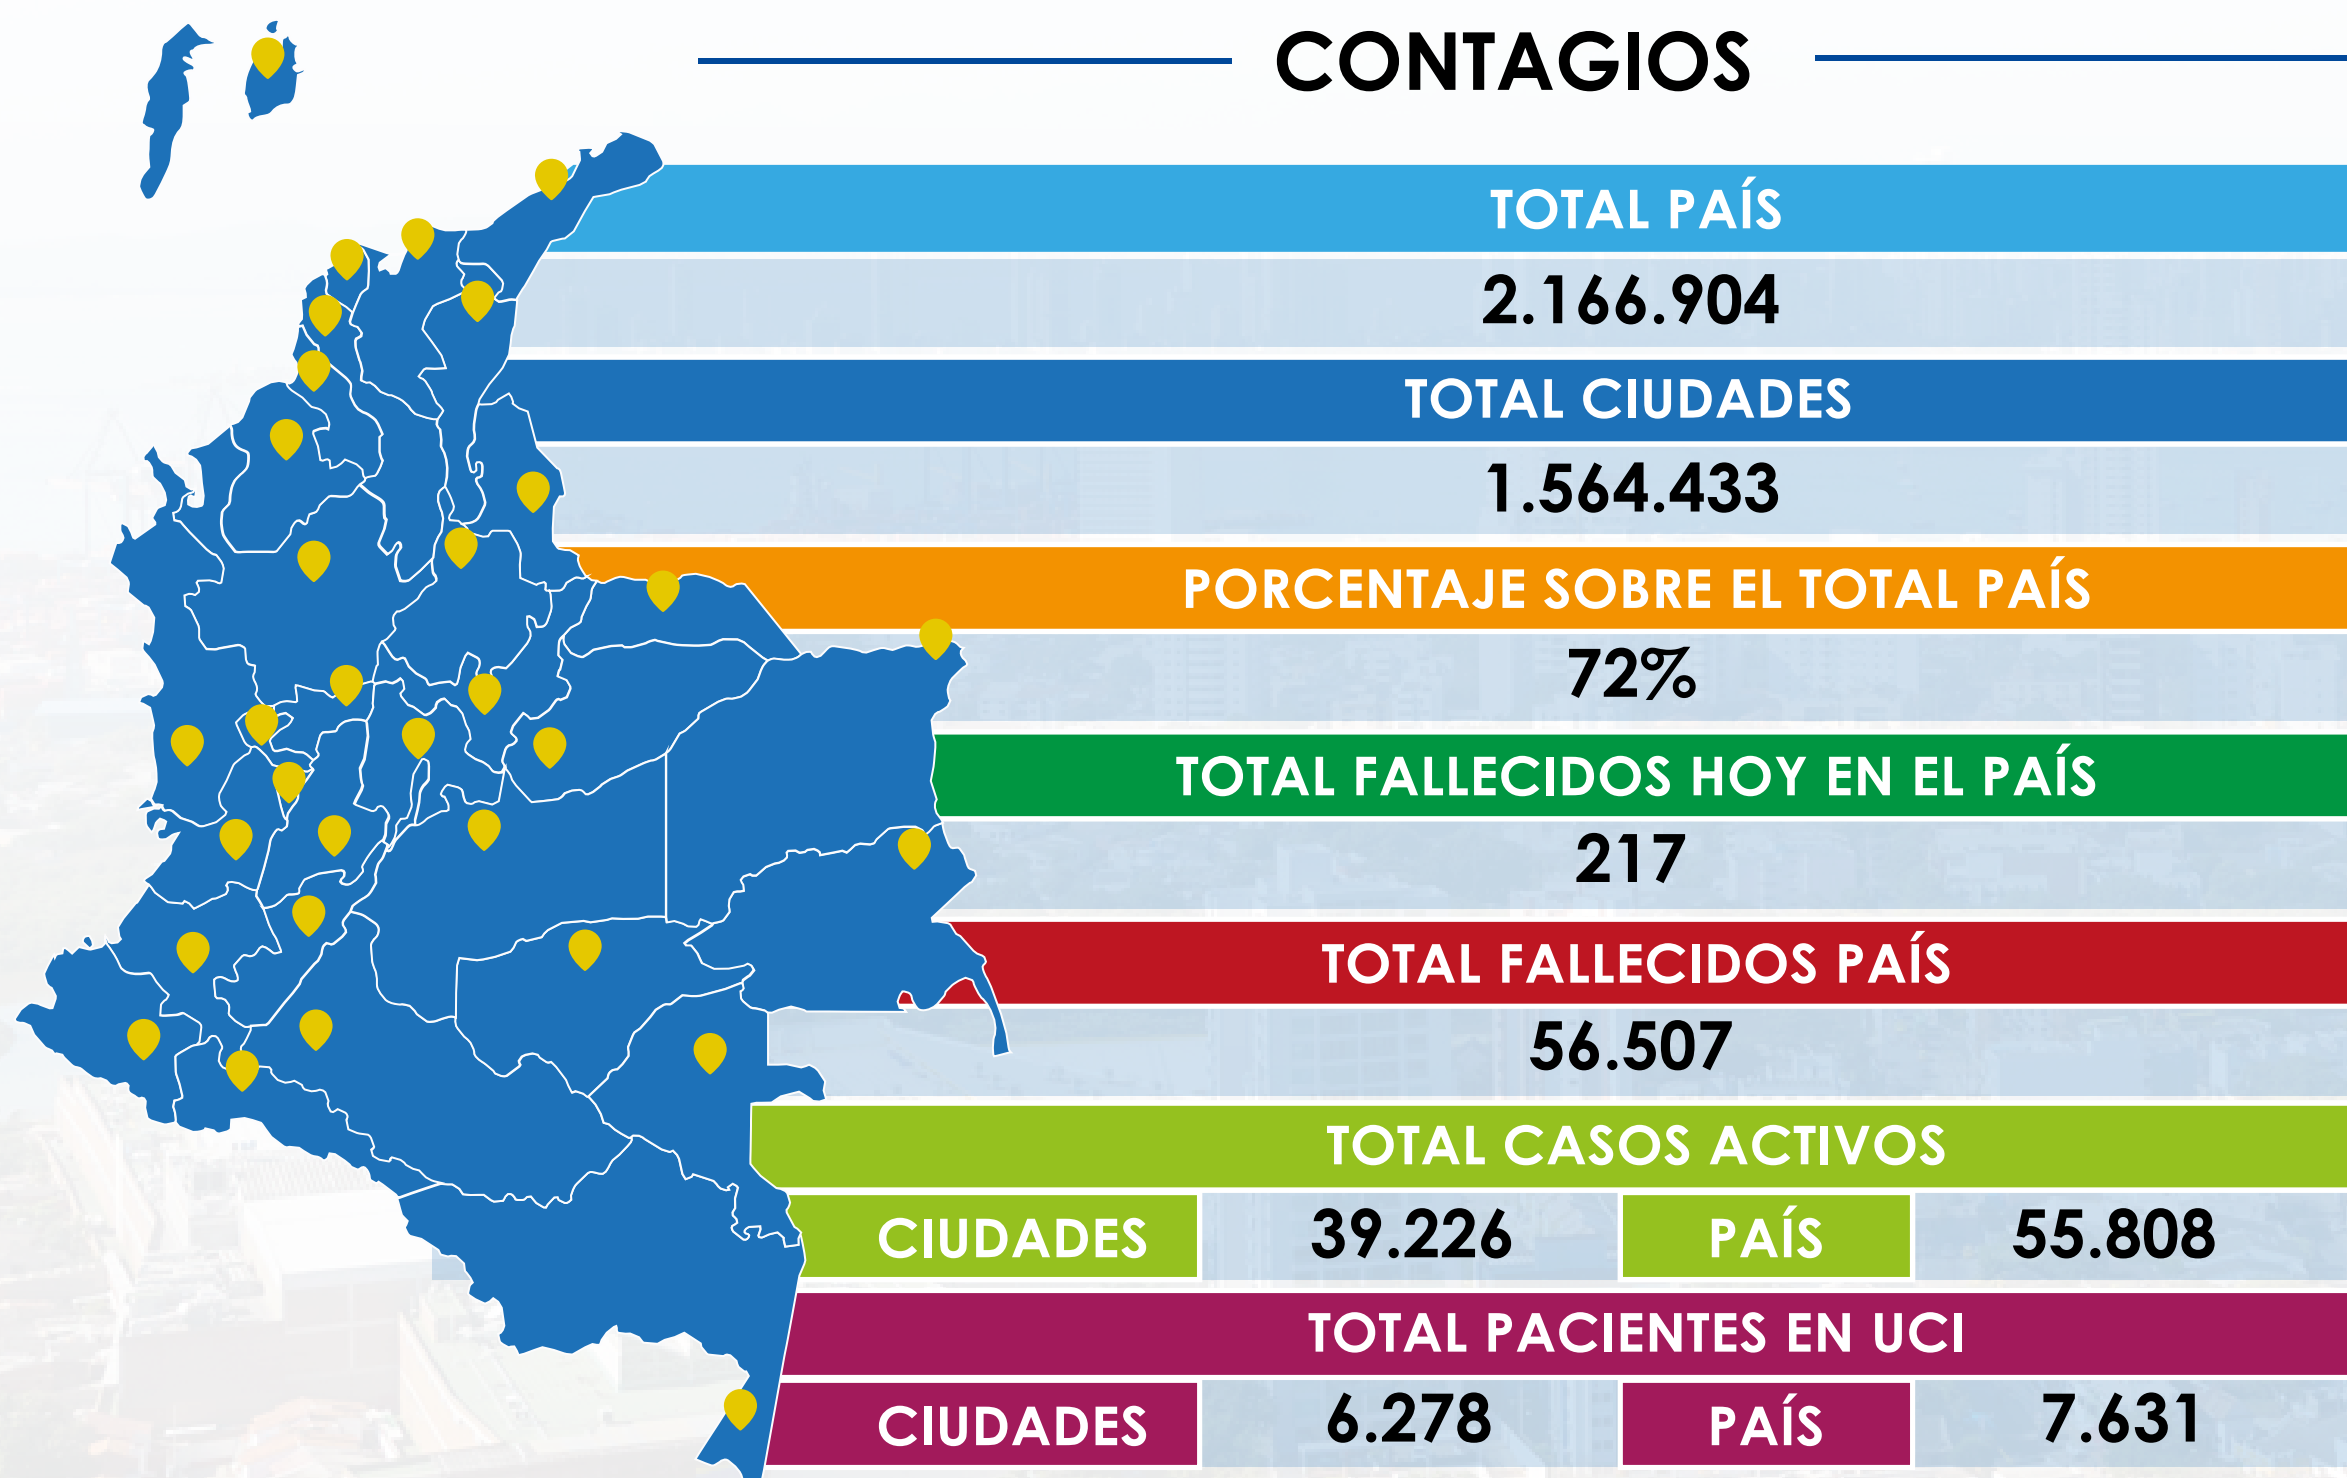 CONTAGIOS
TOTAL PAÍS
2.166.904
TOTAL CIUDADES
1.564.433
PORCENTAJE SOBRE EL TOTAL PAÍS
72%
TOTAL FALLECIDOS HOY EN EL PAÍS
217
TOTAL FALLECIDOS PAÍS
56.507
TOTAL CASOS ACTIVOS
CIUDADES 39.226 PAÍS 55.808
TOTAL PACIENTES EN UCI
CIUDADES 6.278 PAÍS 7.631